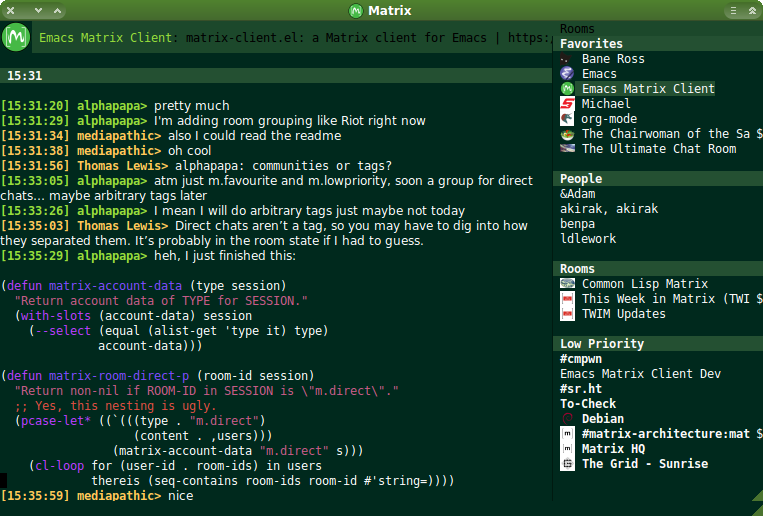 Matrix
Emacs Matrix Client: matrix-client.el: a Matrix client for Emacs | https:/
15:31
[15:31:20] alphapapa> pretty much
[15:31:29] alphapapa> I'm adding room grouping like Riot right now
[15:31:34] mediapathic> also I could read the readme
[15:31:38] mediapathic> oh cool
[15:31:56] Thomas Lewis> alphapapa: communities or tags?
[15:33:05] alphapapa> atm just m.favourite and m.lowpriority, soon a group for direct
chats... maybe arbitrary tags later
[15:33:26] alphapapa> I mean I will do arbitrary tags just maybe not today
[15:35:03] Thomas Lewis> Direct chats aren’t a tag, so you may have to dig into how
they separated them. It’s probably in the room state if I had to guess.
[15:35:29] alphapapa> heh, I just finished this:
(defun matrix-account-data (type session)
"Return account data of TYPE for SESSION."
(with-slots (account-data) session
(--select (equal (alist-get 'type it) type)
account-data)))
(defun matrix-room-direct-p (room-id session)
"Return non-nil if ROOM-ID in SESSION is \"m.direct\"."
;; Yes, this nesting is ugly.
(pcase-let* ((`(((type . "m.direct")
(content . ,users)))
(matrix-account-data "m.direct" s)))
(cl-loop for (user-id . room-ids) in users
thereis (seq-contains room-ids room-id #'string=))))
[15:35:59] mediapathic> nice
Rooms
Favorites
Bane Ross
Emacs
Emacs Matrix Client
Michael
org-mode
The Chairwoman of the Sa $
The Ultimate Chat Room
People
&Adam
akirak, akirak
benpa
ldlework
Rooms
Common Lisp Matrix
This Week in Matrix (TWI $
TWIM Updates
Low Priority
#cmpwn
Emacs Matrix Client Dev
#sr.ht
To-Check
Debian
#matrix-architecture:mat $
Matrix HQ
The Grid - Sunrise